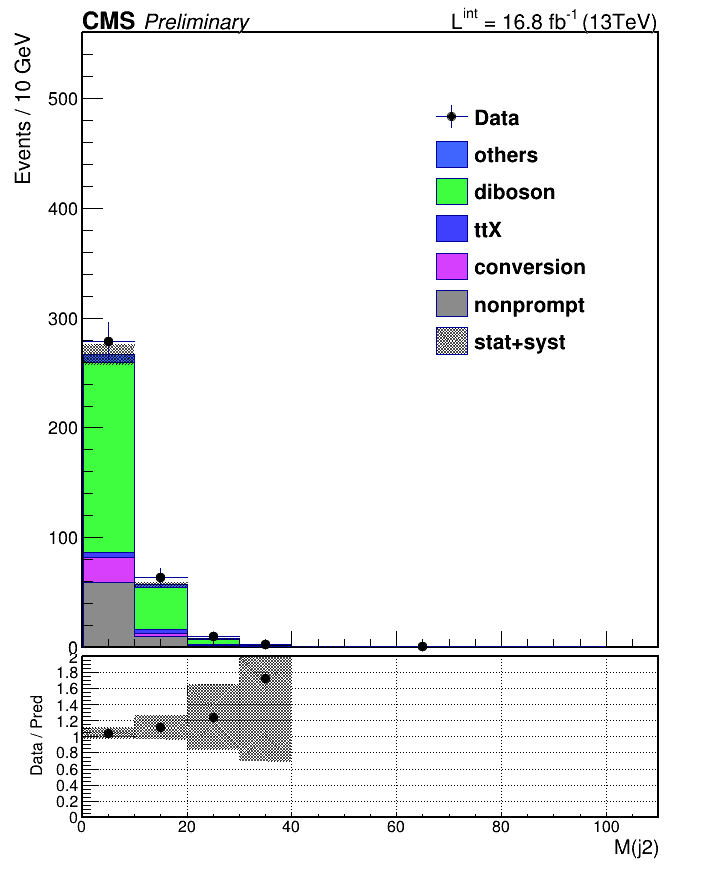 CMS Preliminary
L^int = 16.8 fb^-1 (13TeV)
Events / 10 GeV
500
400
300
200
100
0
Data
others
diboson
ttX
conversion
nonprompt
stat+syst
Data / Pred
2
1.8
1.6
1.4
1.2
1
0.8
0.6
0.4
0.2
0
0 20 40 60 80 100
M(j2)